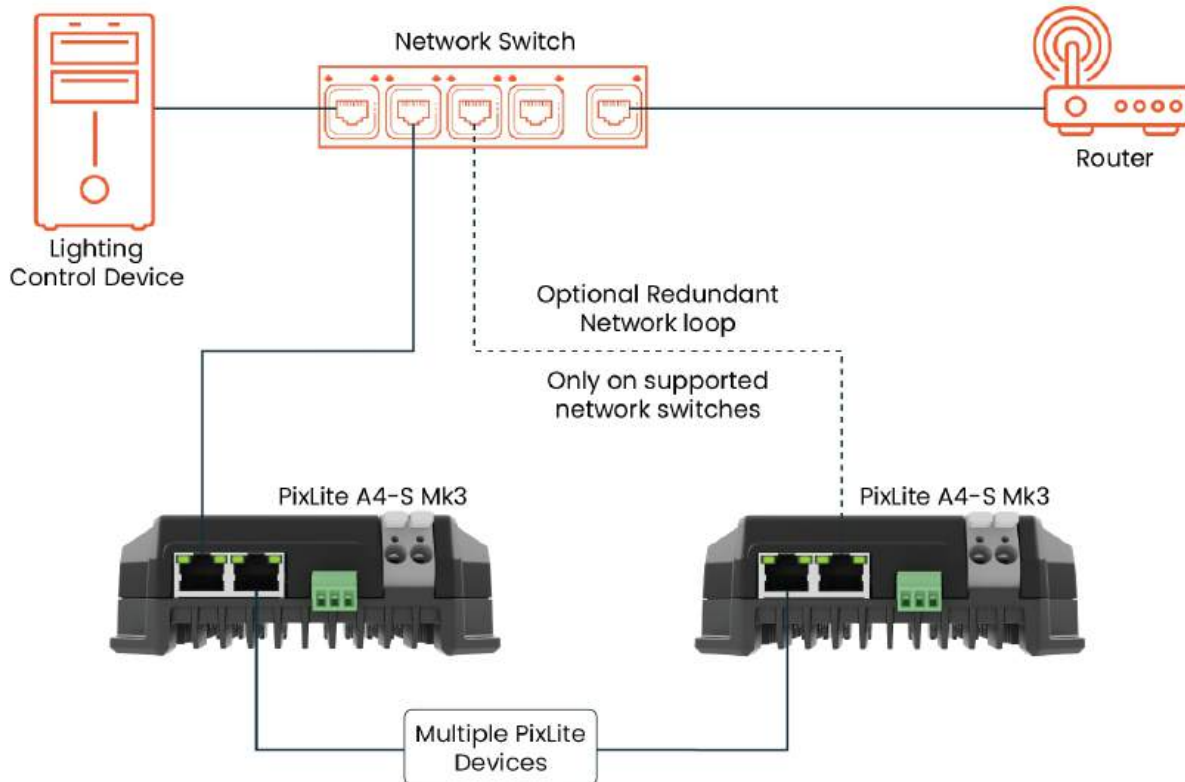 Network Switch
Router
Lighting
Control Device
Optional Redundant
Network loop
Only on supported
network switches
PixLite A4-S Mk3
PixLite A4-S Mk3
Multiple PixLite
Devices